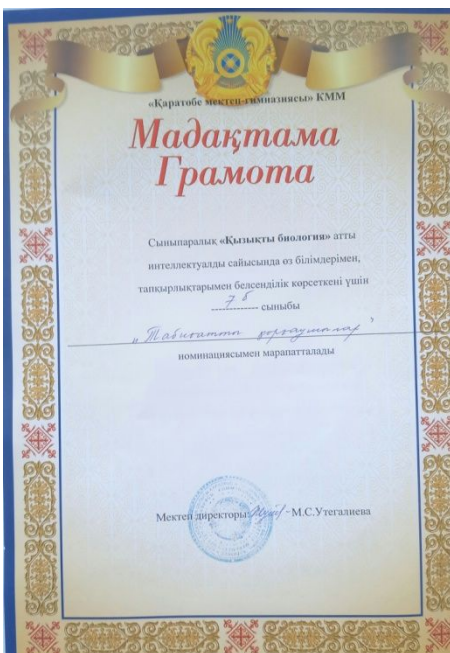 «Қаратөбе мектеп-гимназиясы» КММ
Мадақтама
Грамота
Сыныпаралық «Қызықты биология» атты
интеллектуалды сайысында өз білімдерімен,
тапқырлықтарымен белсенділік көрсеткені үшін
7 б сыныбы
"Табиғатты қорғаушылар"
номинациясымен марапатталады
Мектеп директоры: - М.С.Утегалиева